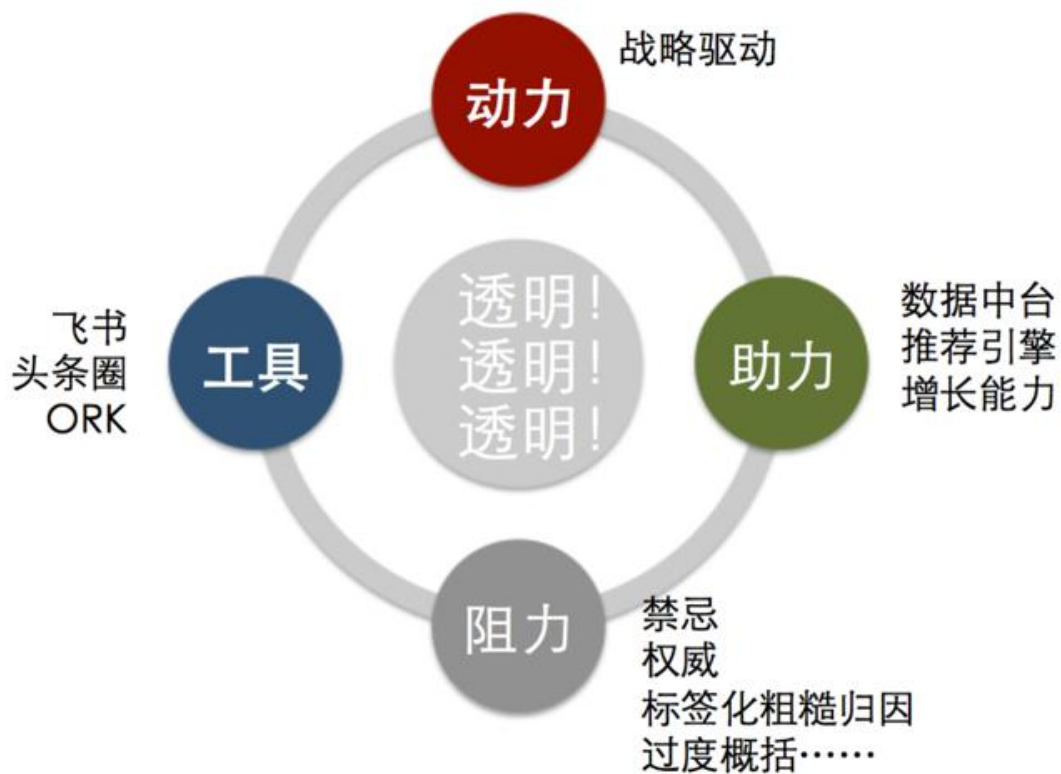 动力
战略驱动
透明！
透明！
透明！
工具
飞书
头条圈
ORK
助力
数据中台
推荐引擎
增长能力
阻力
禁忌
权威
标签化粗糙归因
过度概括……